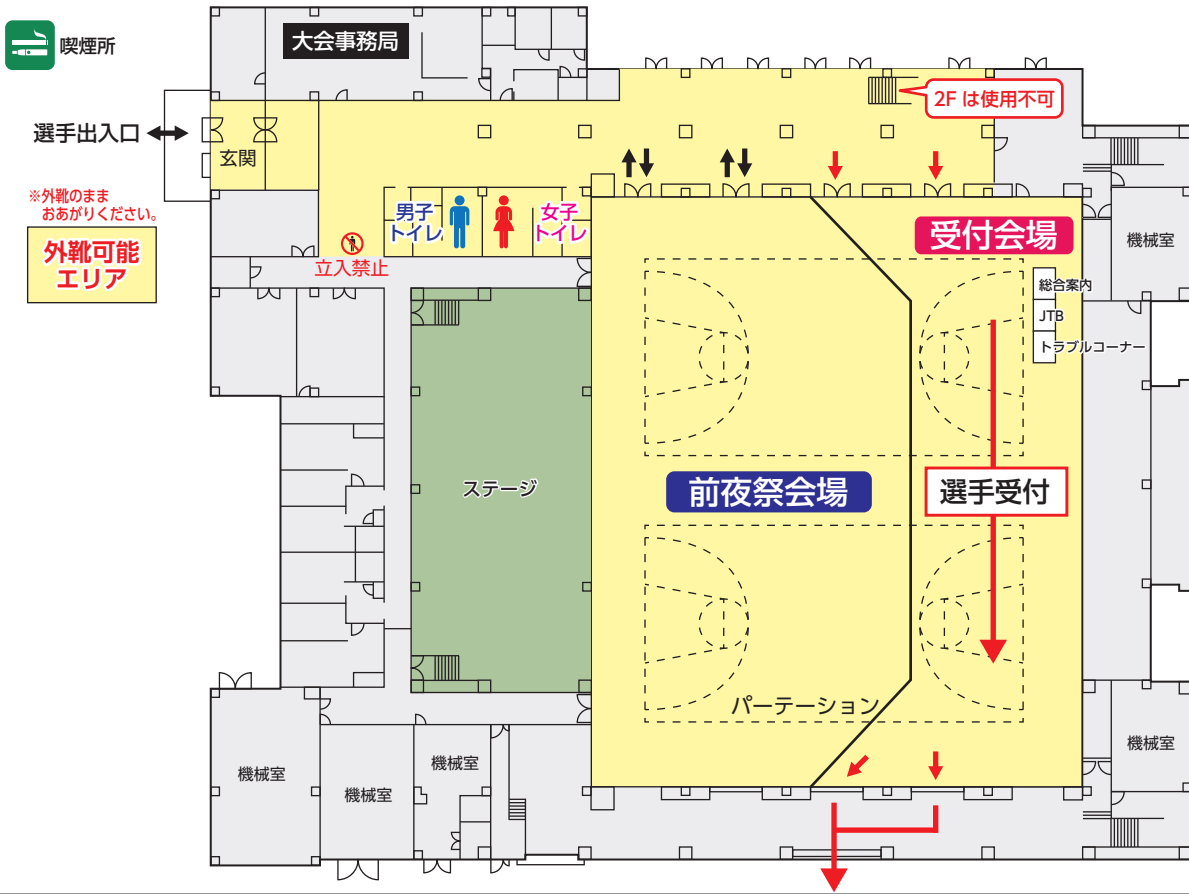 喫煙所
大会事務局
2F は使用不可
選手出入口
玄関
※外靴のまま
おあがりください。
外靴可能
エリア
男子
トイレ
女子
トイレ
立入禁止
受付会場
機械室
総合案内
JTB
トラブルコーナー
ステージ
前夜祭会場
選手受付
パーテーション
機械室
機械室
機械室
機械室